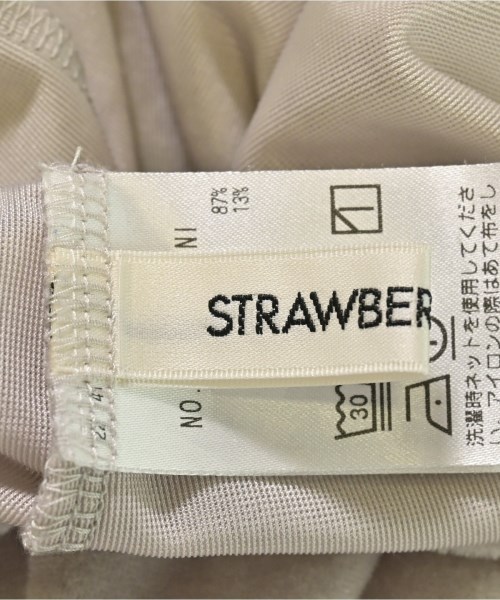 STRAWBER
87%
13%
NI
NO.
30
洗濯時ネットを使用してくださ
い。アイロンの際はあて布をし